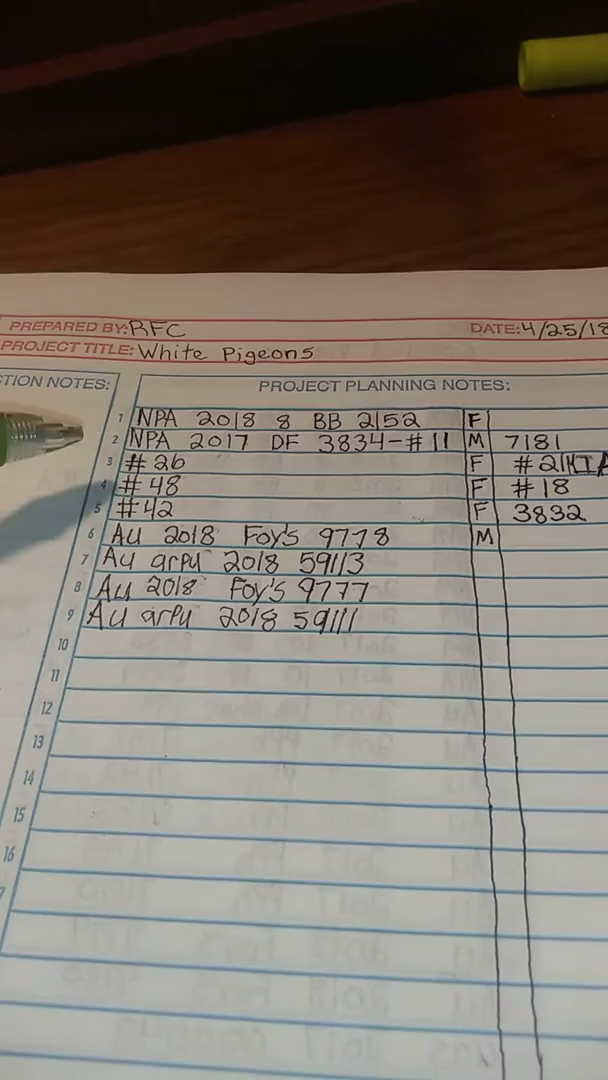 PREPARED BY: RFC DATE: 4/25/18
PROJECT TITLE: White Pigeons
TION NOTES: PROJECT PLANNING NOTES:
1 NPA 2018 8 BB 2152 F
2 NPA 2017 DF 3834-#11 M 7181
3 #26 F #21
4 #48 F #18
5 #42 F 3832
6 AU 2018 Foy's 9778 M
7 AU arpu 2018 59113
8 AU 2018 Foy's 9777
9 AU arpu 2018 59111
10
11
12
13
14
15
16
7